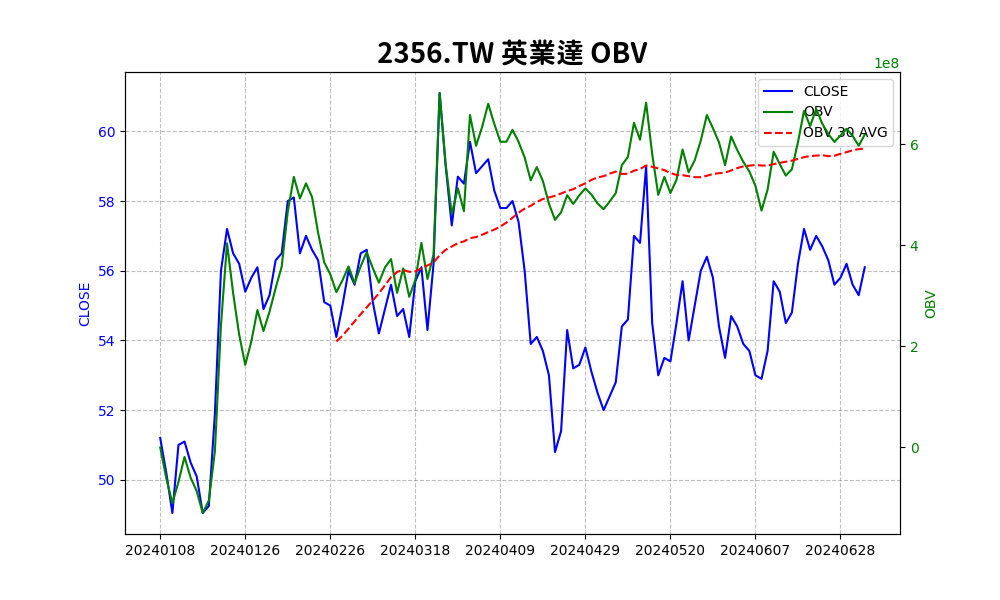 2356.TW 英業達 OBV
1e8
CLOSE
OBV
OBV 30 AVG
60
58
56
54
52
50
CLOSE
6
4
2
0
OBV
20240108 20240126 20240226 20240318 20240409 20240429 20240520 20240607 20240628